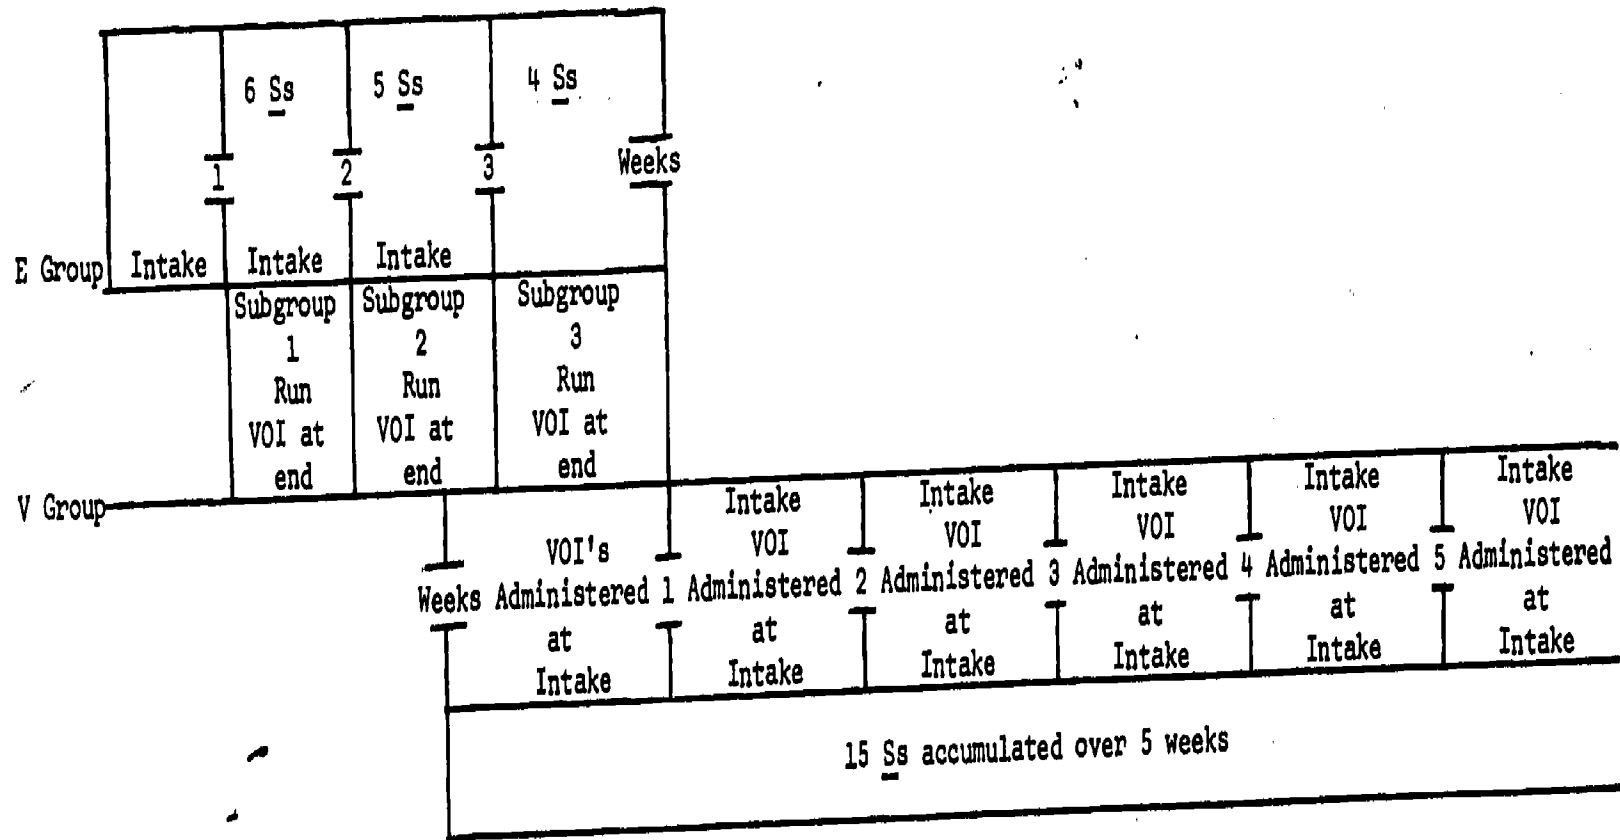 6 Ss 5 Ss 4 Ss
1 2 3 Weeks
E Group Intake Intake Intake
Subgroup
1
Run
VOI at
end
Subgroup
2
Run
VOI at
end
Subgroup
3
Run
VOI at
end
V Group
Weeks
VOI's
Administered
at
Intake
1
Intake
VOI
Administered
at
Intake
2
Intake
VOI
Administered
at
Intake
3
Intake
VOI
Administered
at
Intake
4
Intake
VOI
Administered
at
Intake
5
Intake
VOI
Administered
at
Intake
15 Ss accumulated over 5 weeks